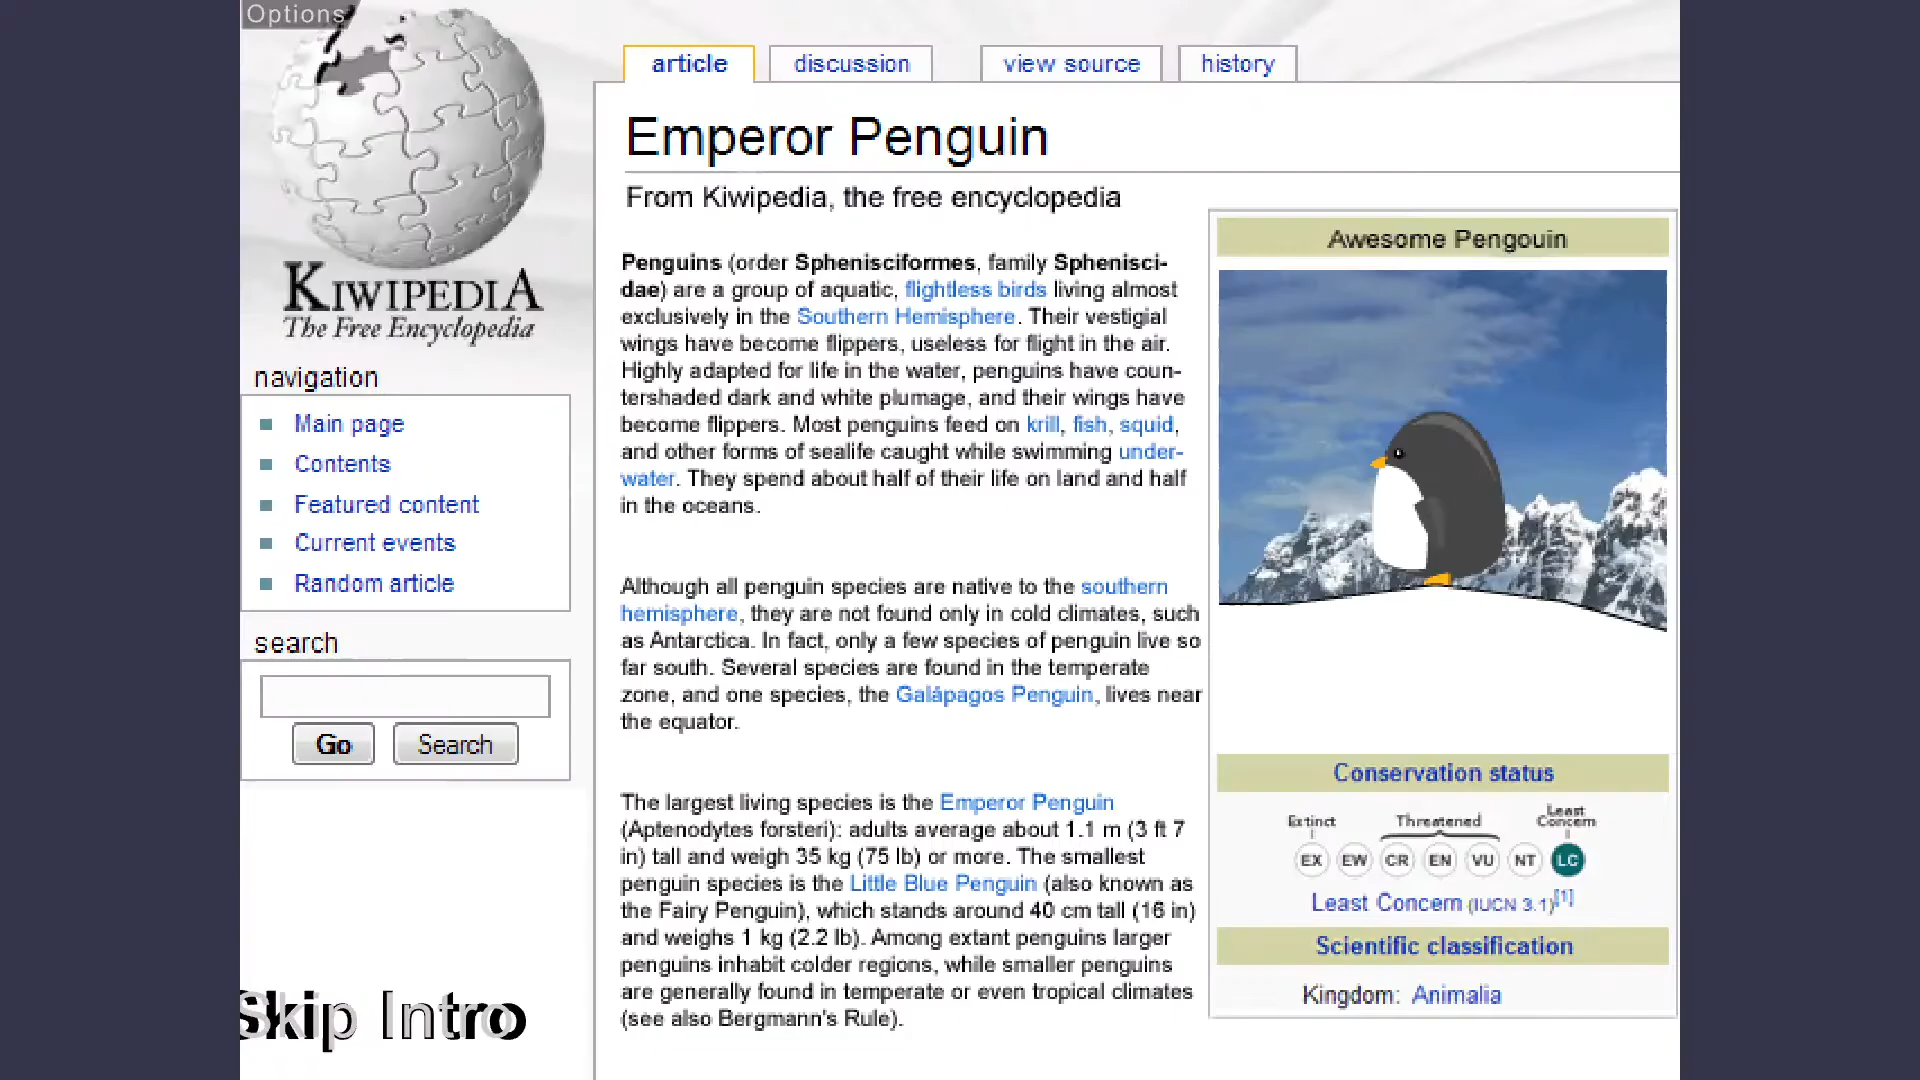 Options
article
discussion
view source
history
Emperor Penguin
From Kiwipedia, the free encyclopedia
KIWIPEDIA
The Free Encyclopedia
navigation
Main page
Contents
Featured content
Current events
Random article
search
Go
Search
Skip Intro
Penguins (order Sphenisciformes, family Sphenisci-
dae) are a group of aquatic, flightless birds living almost
exclusively in the Southern Hemisphere. Their vestigial
wings have become flippers, useless for flight in the air.
Highly adapted for life in the water, penguins have coun-
tershaded dark and white plumage, and their wings have
become flippers. Most penguins feed on krill, fish, squid,
and other forms of sealife caught while swimming under-
water. They spend about half of their life on land and half
in the oceans.
Although all penguin species are native to the southern
hemisphere, they are not found only in cold climates, such
as Antarctica. In fact, only a few species of penguin live so
far south. Several species are found in the temperate
zone, and one species, the Galápagos Penguin, lives near
the equator.
The largest living species is the Emperor Penguin
(Aptenodytes forsteri): adults average about 1.1 m (3 ft 7
in) tall and weigh 35 kg (75 lb) or more. The smallest
penguin species is the Little Blue Penguin (also known as
the Fairy Penguin), which stands around 40 cm tall (16 in)
and weighs 1 kg (2.2 lb). Among extant penguins larger
penguins inhabit colder regions, while smaller penguins
are generally found in temperate or even tropical climates
(see also Bergmann's Rule).
Awesome Pengouin
Conservation status
Extinct
Threatened
Least
Concern
EX EW CR EN VU NT LC
Least Concern (IUCN 3.1)[1]
Scientific classification
Kingdom: Animalia